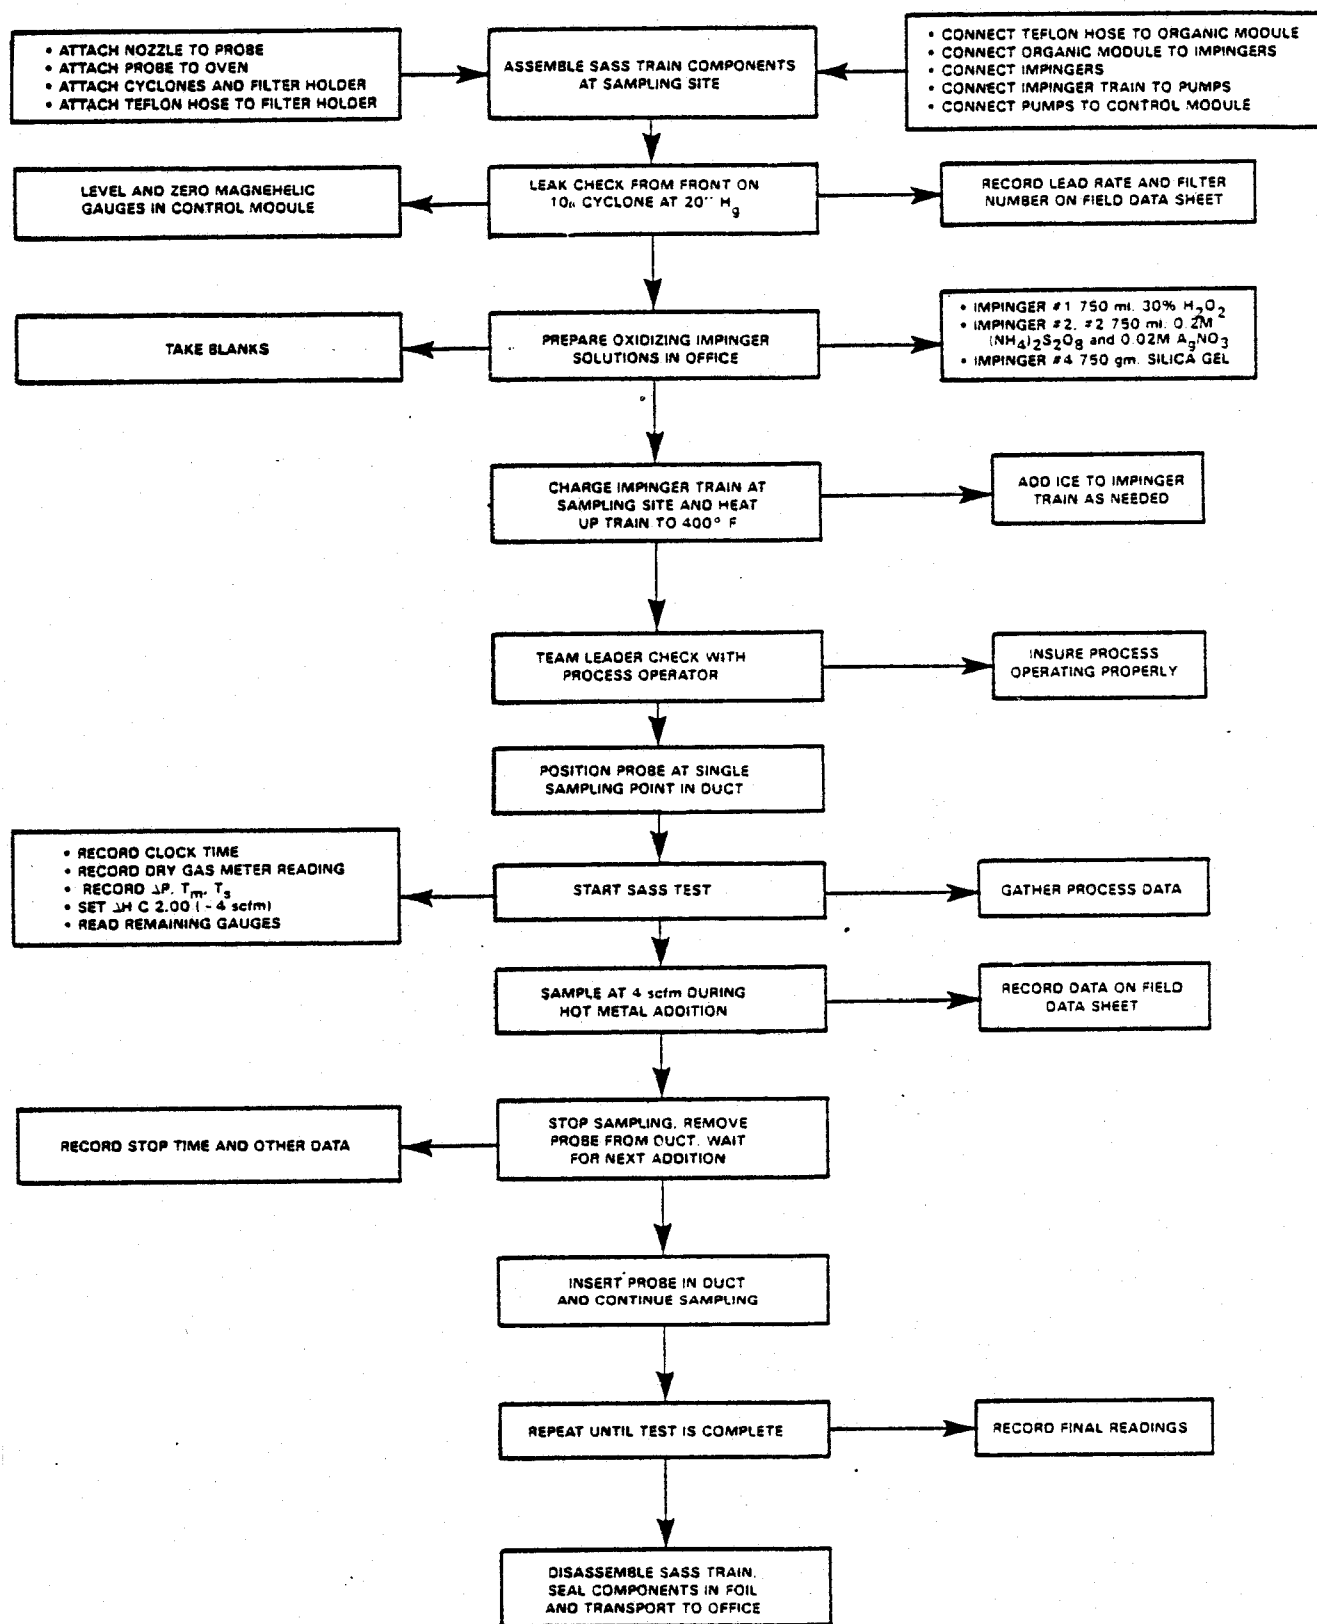 • ATTACH NOZZLE TO PROBE
• ATTACH PROBE TO OVEN
• ATTACH CYCLONES AND FILTER HOLDER
• ATTACH TEFLON HOSE TO FILTER HOLDER
ASSEMBLE SASS TRAIN COMPONENTS
AT SAMPLING SITE
• CONNECT TEFLON HOSE TO ORGANIC MODULE
• CONNECT ORGANIC MODULE TO IMPINGERS
• CONNECT IMPINGERS
• CONNECT IMPINGER TRAIN TO PUMPS
• CONNECT PUMPS TO CONTROL MODULE
LEVEL AND ZERO MAGNEHELIC
GAUGES IN CONTROL MODULE
LEAK CHECK FROM FRONT ON
10µ CYCLONE AT 20" Hg
RECORD LEAD RATE AND FILTER
NUMBER ON FIELD DATA SHEET
TAKE BLANKS
PREPARE OXIDIZING IMPINGER
SOLUTIONS IN OFFICE
• IMPINGER #1 750 ml. 30% H2O2
• IMPINGER #2, #2 750 ml. 0.2M
(NH4)2S2O8 and 0.02M AgNO3
• IMPINGER #4 750 gm. SILICA GEL
CHARGE IMPINGER TRAIN AT
SAMPLING SITE AND HEAT
UP TRAIN TO 400° F
ADD ICE TO IMPINGER
TRAIN AS NEEDED
TEAM LEADER CHECK WITH
PROCESS OPERATOR
INSURE PROCESS
OPERATING PROPERLY
POSITION PROBE AT SINGLE
SAMPLING POINT IN DUCT
• RECORD CLOCK TIME
• RECORD DRY GAS METER READING
• RECORD ΔP, Tm, Ts
• SET ΔH C 2.00 (~4 scfm)
• READ REMAINING GAUGES
START SASS TEST
GATHER PROCESS DATA
SAMPLE AT 4 scfm DURING
HOT METAL ADDITION
RECORD DATA ON FIELD
DATA SHEET
RECORD STOP TIME AND OTHER DATA
STOP SAMPLING, REMOVE
PROBE FROM DUCT, WAIT
FOR NEXT ADDITION
INSERT PROBE IN DUCT
AND CONTINUE SAMPLING
REPEAT UNTIL TEST IS COMPLETE
RECORD FINAL READINGS
DISASSEMBLE SASS TRAIN,
SEAL COMPONENTS IN FOIL
AND TRANSPORT TO OFFICE